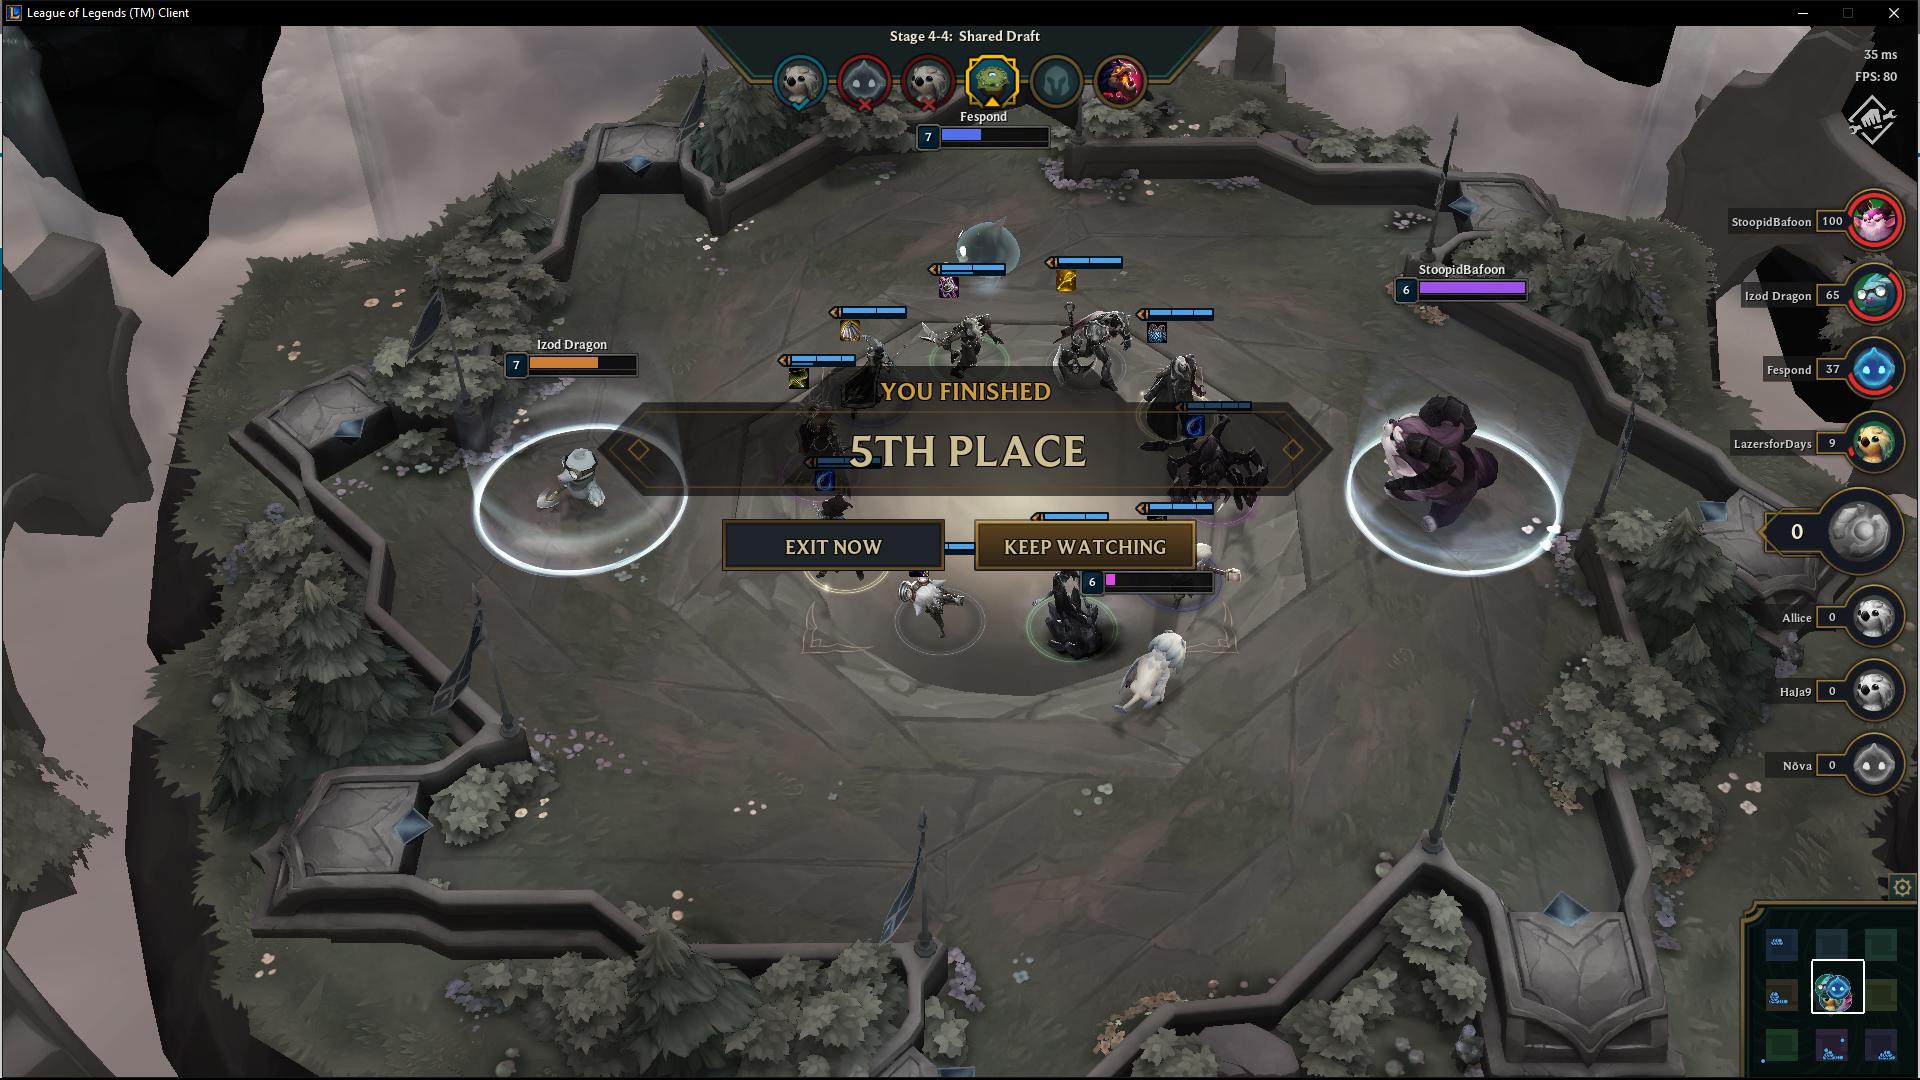 League of Legends (TM) Client
Stage 4-4: Shared Draft
35 ms
FPS: 80
Fespond
7
StoopidBafoon 100
StoopidBafoon
6
Izod Dragon 65
Izod Dragon
7
Fespond 37
YOU FINISHED
5TH PLACE
LazersforDays 9
EXIT NOW
KEEP WATCHING
0
6
Allice 0
HaJa9 0
Nōva 0